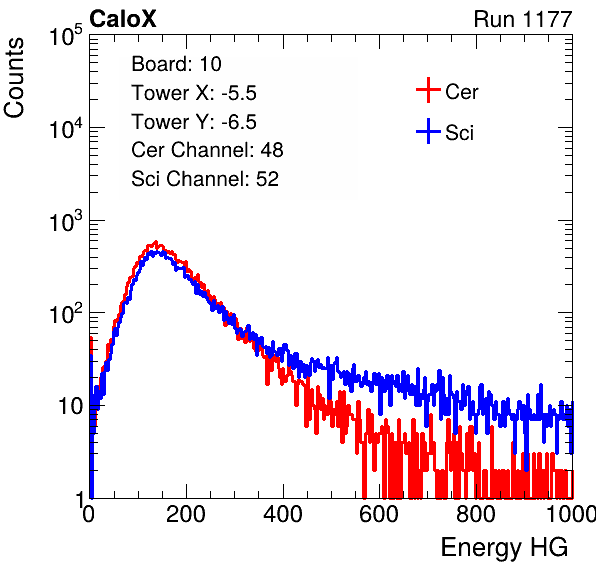 CaloX Run 1177
Counts
Board: 10
Tower X: -5.5
Tower Y: -6.5
Cer Channel: 48
Sci Channel: 52
Cer
Sci
10^5
10^4
10^3
10^2
10
1
0 200 400 600 800 1000
Energy HG